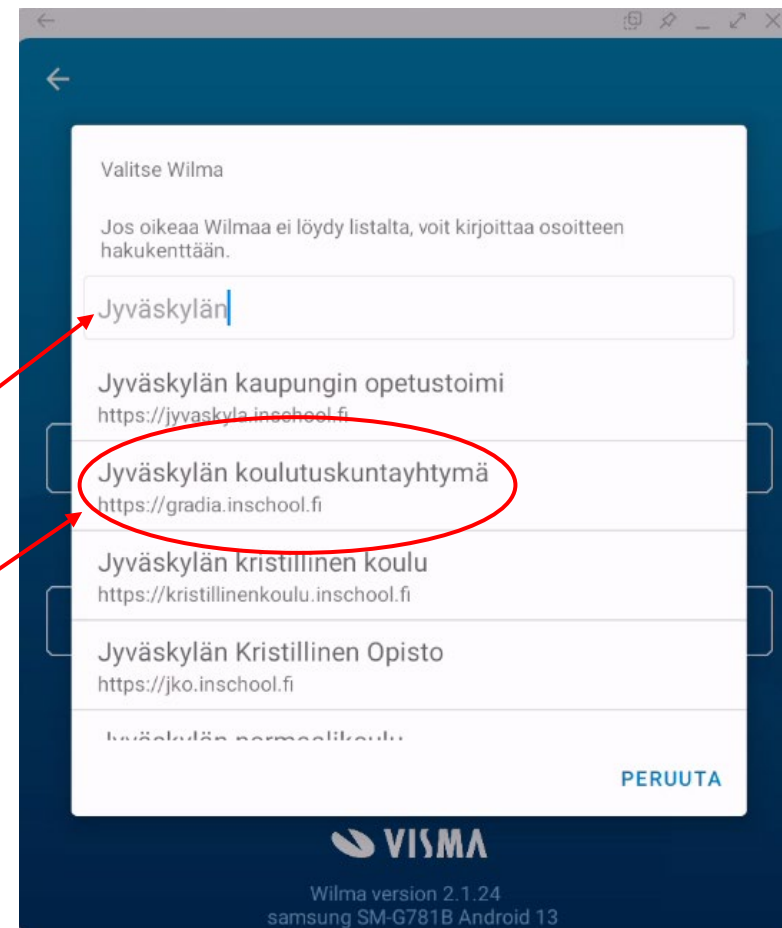 Valitse Wilma
Jos oikeaa Wilmaa ei löydy listalta, voit kirjoittaa osoitteen
hakukenttään.
Jyväskylän
Jyväskylän kaupungin opetustoimi
https://jyvaskyla.inschool.fi
Jyväskylän koulutuskuntayhtymä
https://gradia.inschool.fi
Jyväskylän kristillinen koulu
https://kristillinenkoulu.inschool.fi
Jyväskylän Kristillinen Opisto
https://jko.inschool.fi
Jyväskylän normaalikoulu
PERUUTA
VISMA
Wilma version 2.1.24
samsung SM-G781B Android 13